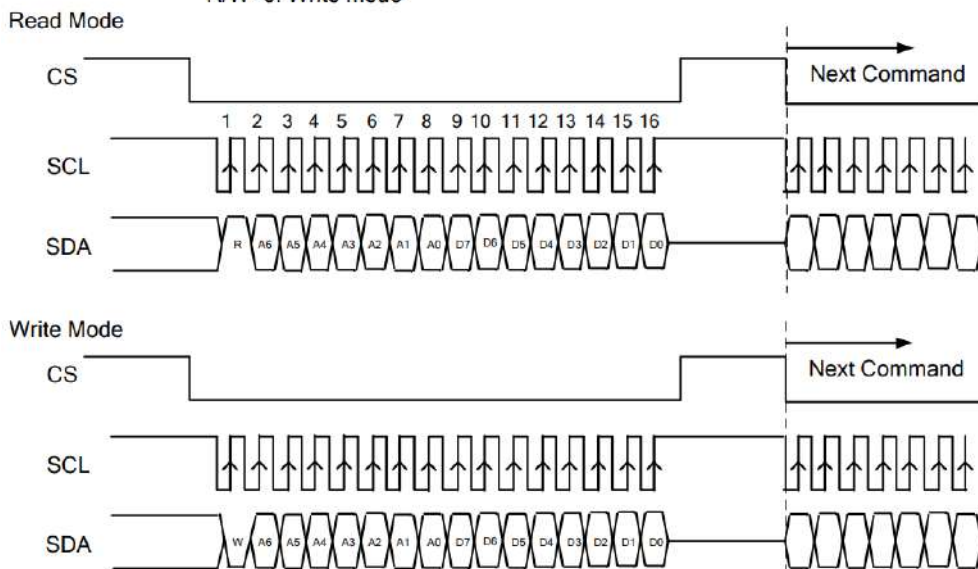 Read Mode
CS
Next Command
1 2 3 4 5 6 7 8 9 10 11 12 13 14 15 16
SCL
SDA
R A6 A5 A4 A3 A2 A1 A0 D7 D6 D5 D4 D3 D2 D1 D0
Write Mode
CS
Next Command
SCL
SDA
W A6 A5 A4 A3 A2 A1 A0 D7 D6 D5 D4 D3 D2 D1 D0